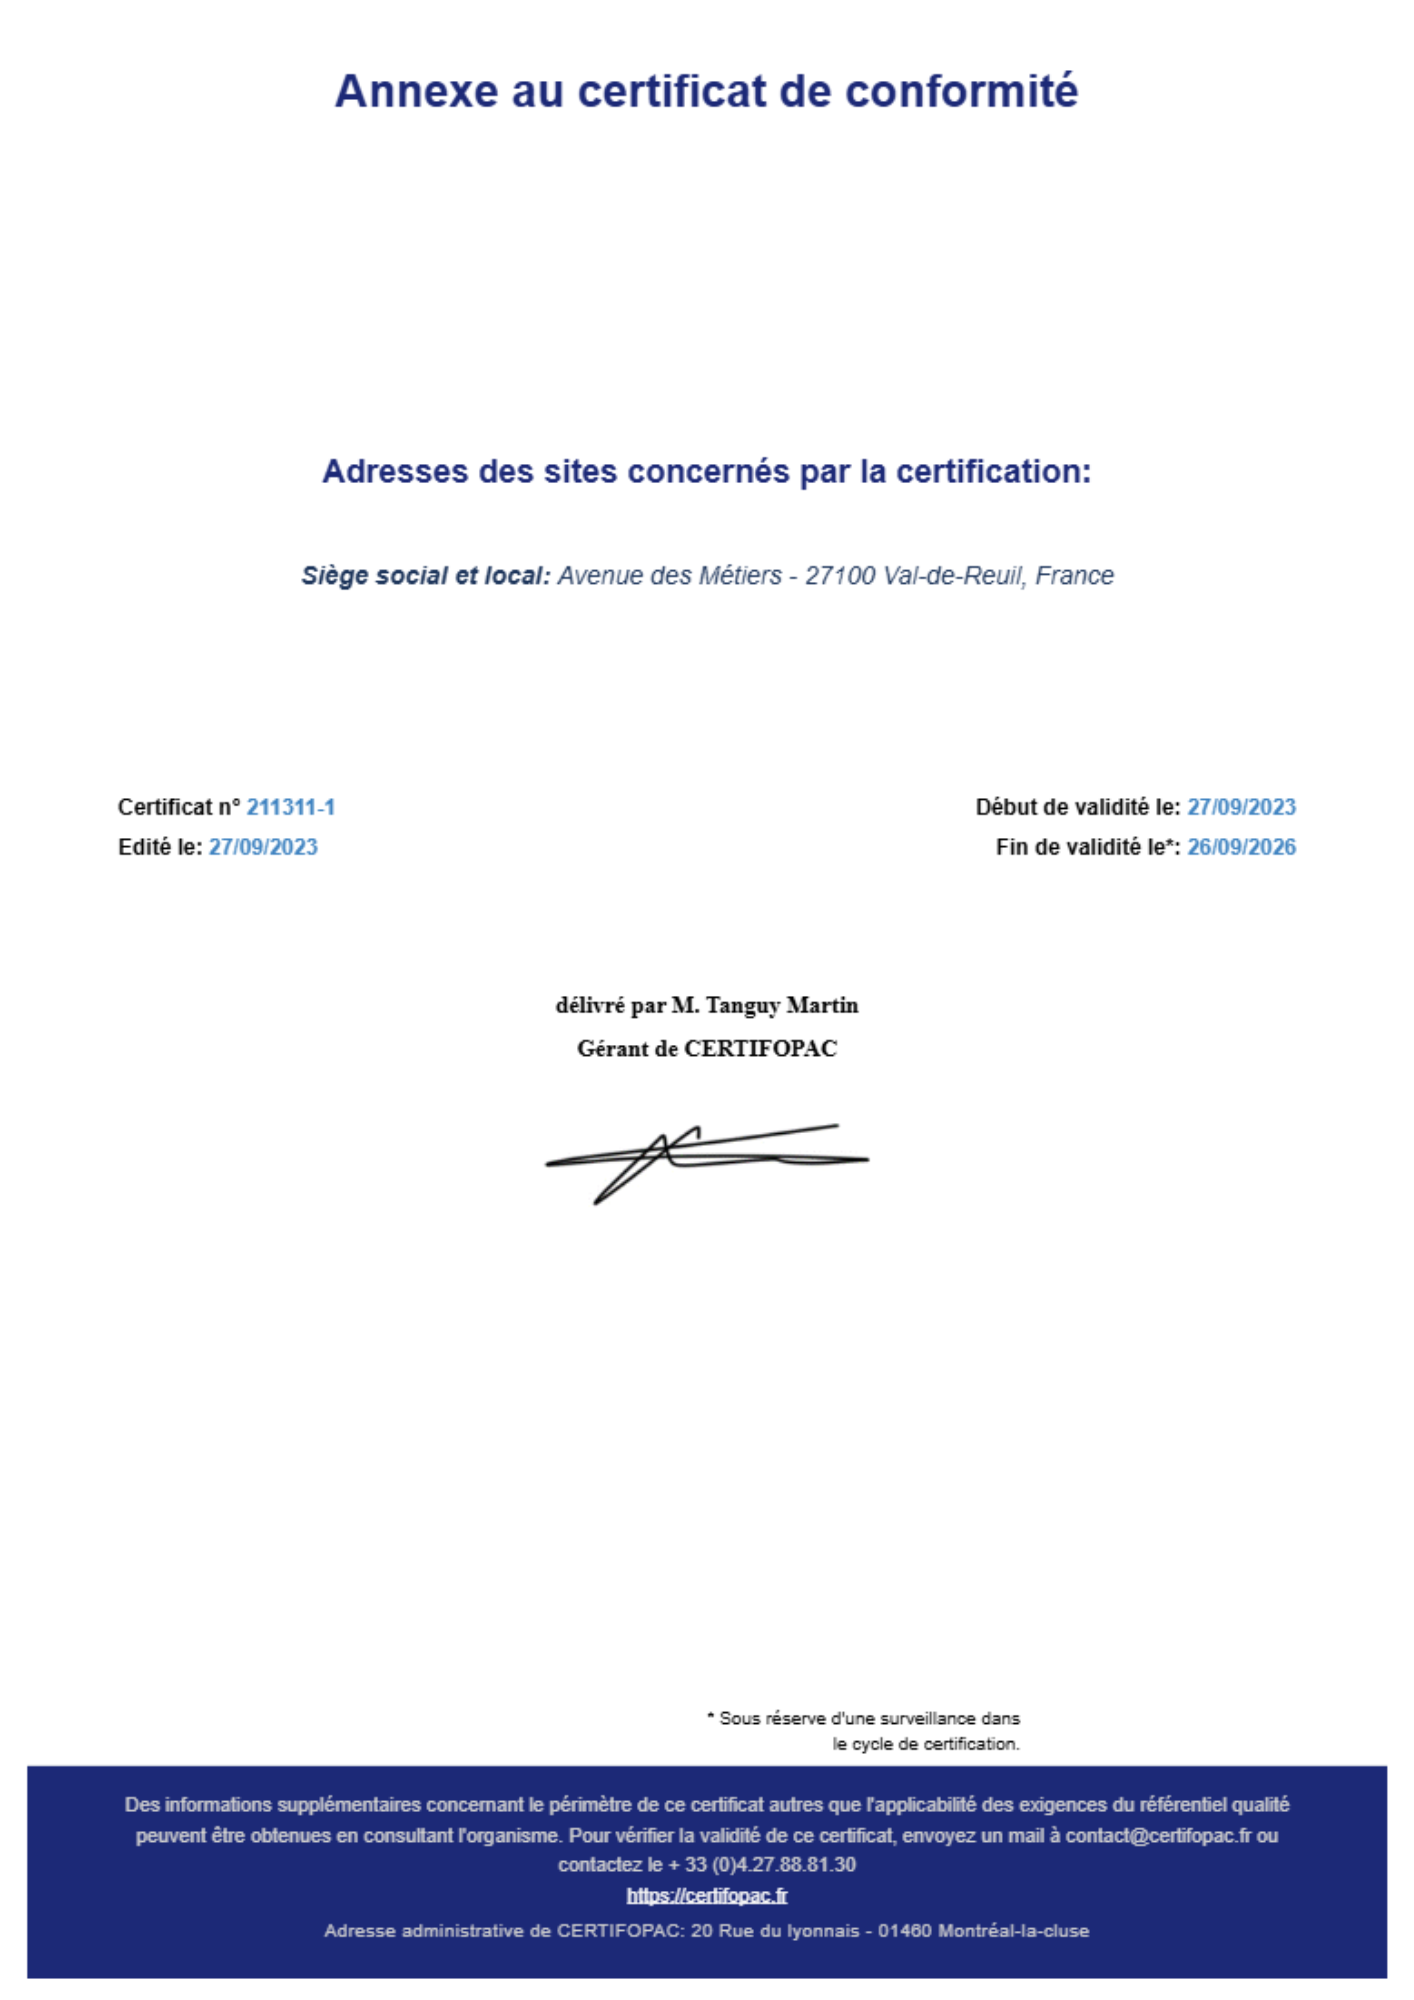 Annexe au certificat de conformité
Adresses des sites concernés par la certification:
Siège social et local: Avenue des Métiers - 27100 Val-de-Reuil, France
Certificat n° 211311-1
Début de validité le: 27/09/2023
Edité le: 27/09/2023
Fin de validité le*: 26/09/2026
délivré par M. Tanguy Martin
Gérant de CERTIFOPAC
* Sous réserve d'une surveillance dans
le cycle de certification.
Des informations supplémentaires concernant le périmètre de ce certificat autres que l'applicabilité des exigences du référentiel qualité
peuvent être obtenues en consultant l'organisme. Pour vérifier la validité de ce certificat, envoyez un mail à contact@certifopac.fr ou
contactez le + 33 (0)4.27.88.81.30
https://certifopac.fr
Adresse administrative de CERTIFOPAC: 20 Rue du lyonnais - 01460 Montréal-la-cluse